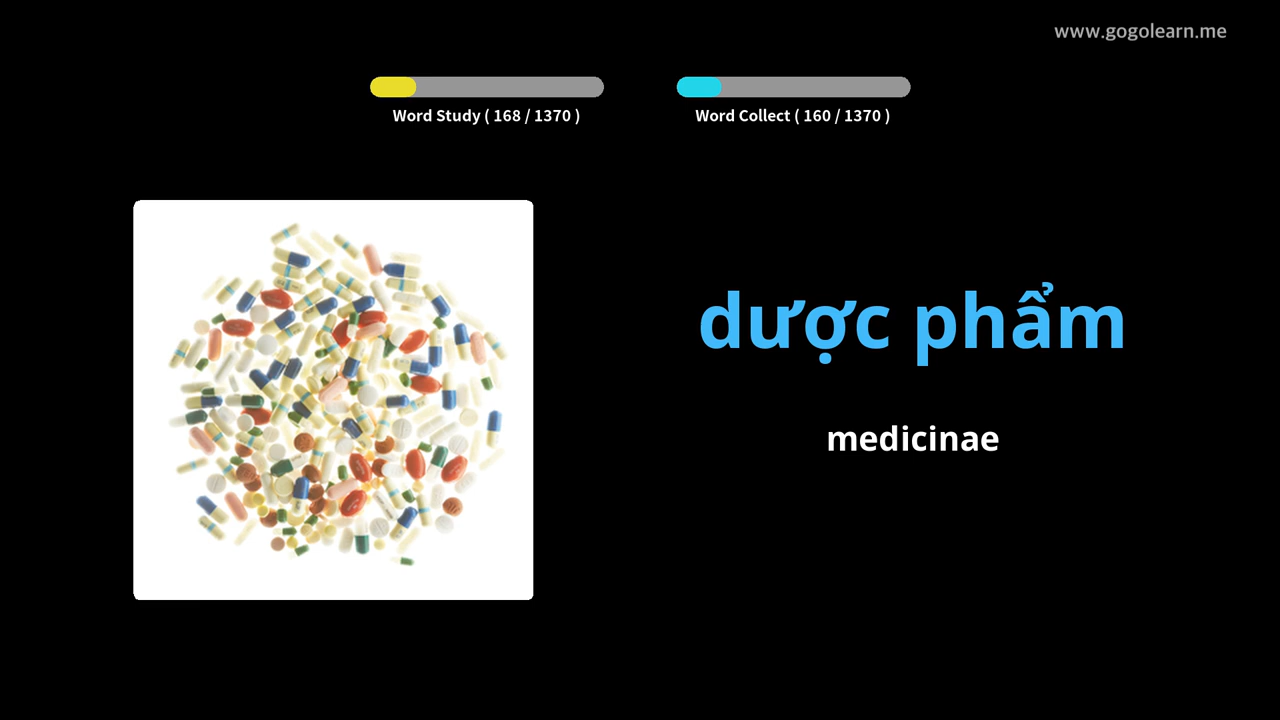 www.gogolearn.me
Word Study ( 168 / 1370 )
Word Collect ( 160 / 1370 )
dược phẩm
medicinae